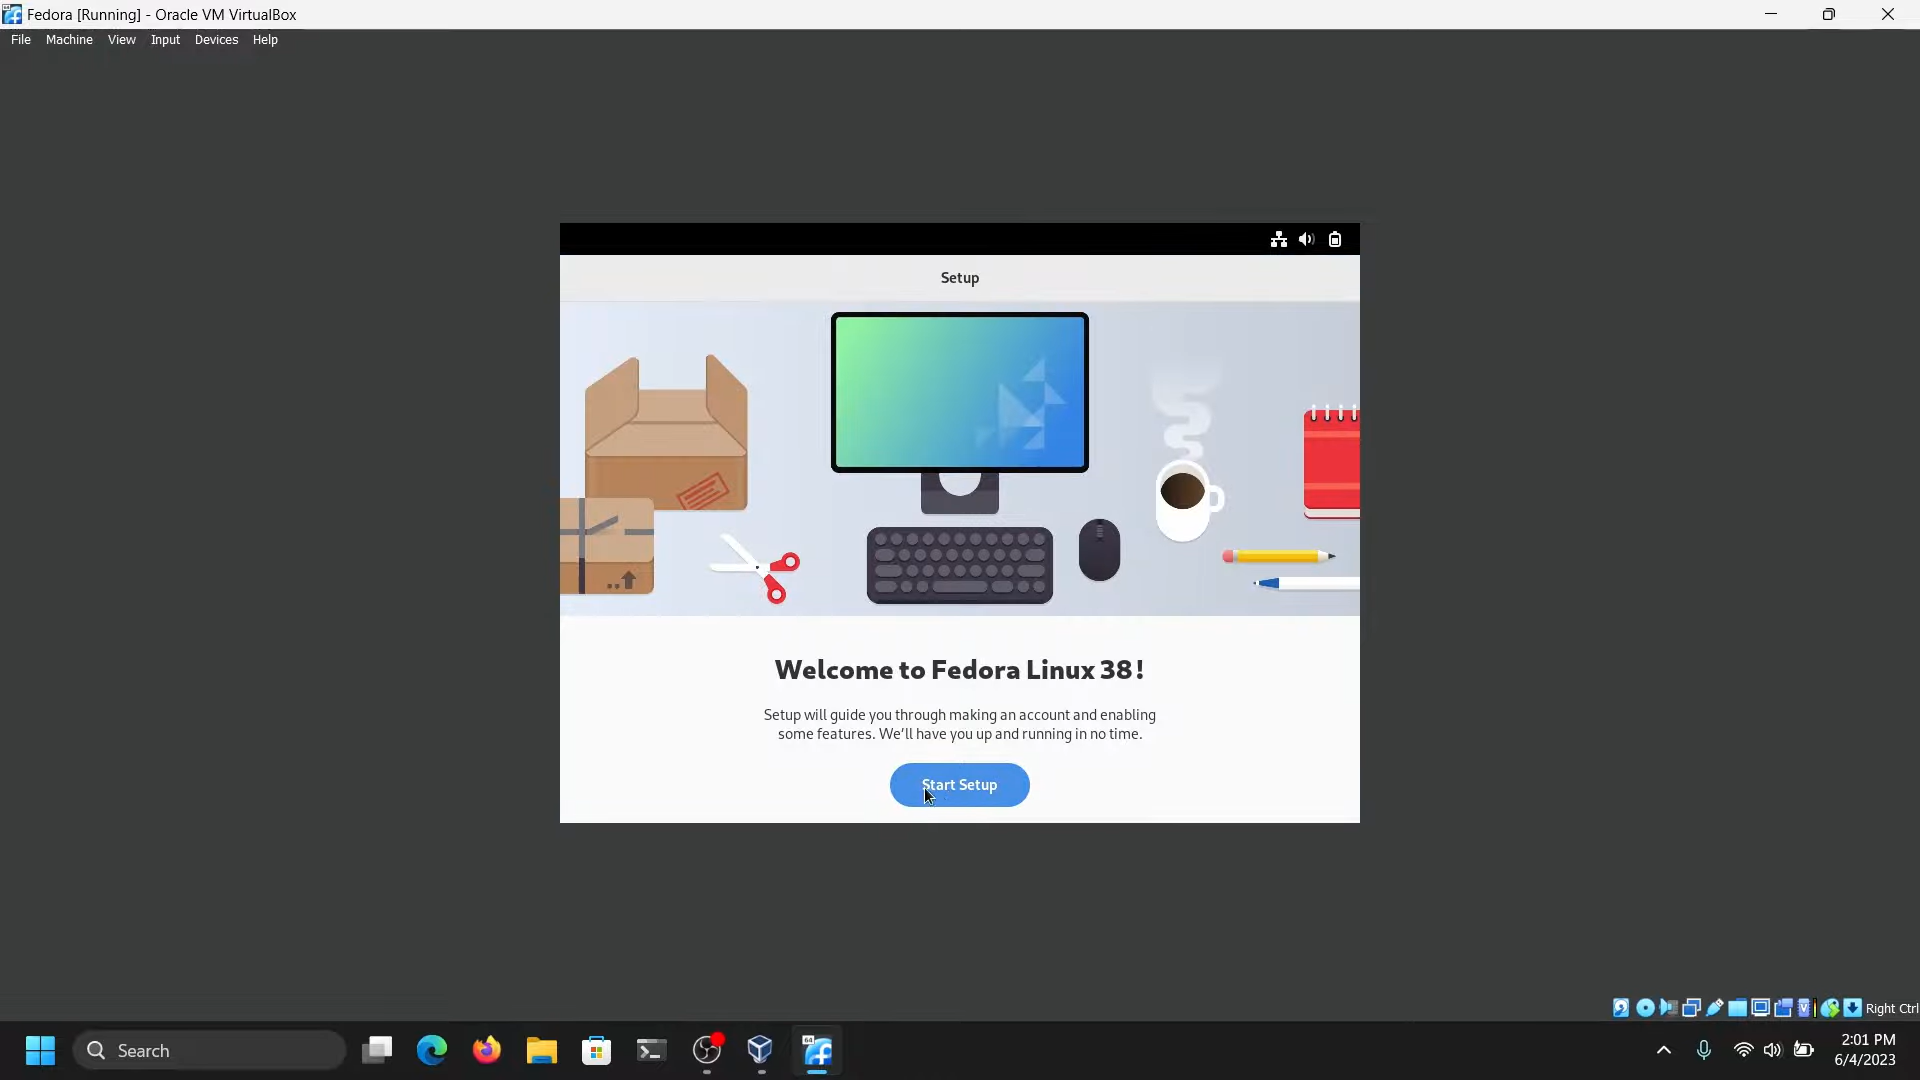 Fedora [Running] - Oracle VM VirtualBox
File Machine View Input Devices Help
Setup
Welcome to Fedora Linux 38!
Setup will guide you through making an account and enabling
some features. We'll have you up and running in no time.
Start Setup
Right Ctrl
Search
64
2:01 PM
6/4/2023